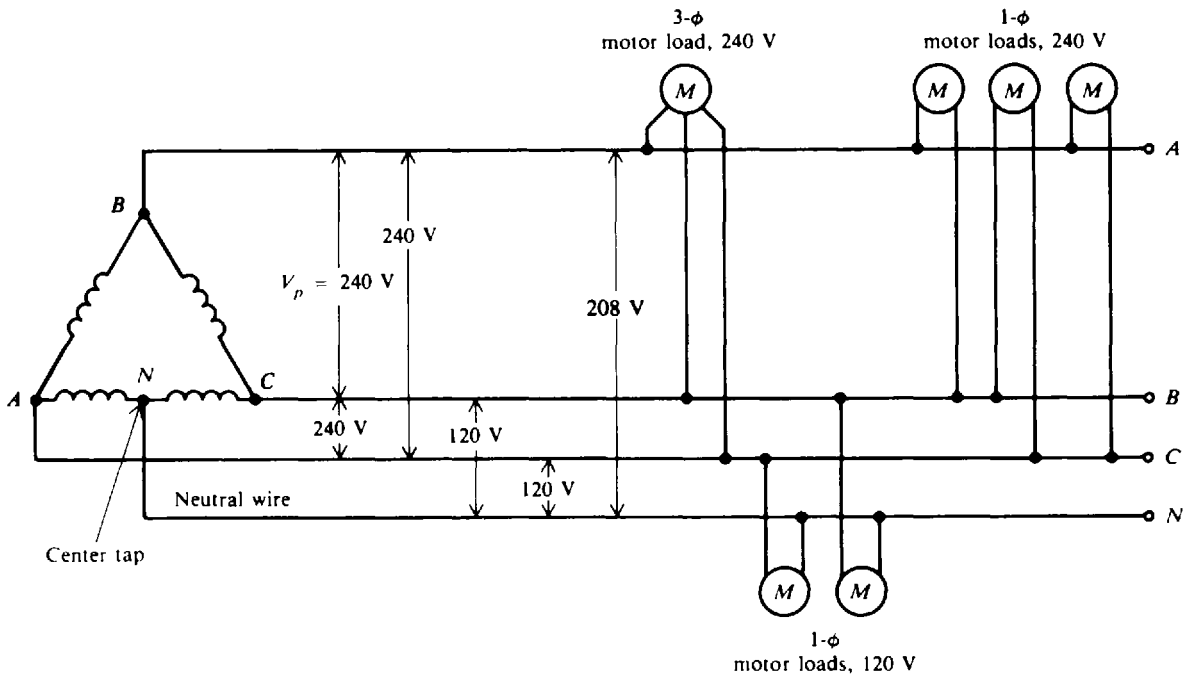 3-ϕ
motor load, 240 V
1-ϕ
motor loads, 240 V
M
M
M
M
A
B
240 V
V_p = 240 V
208 V
A
N
C
B
240 V
120 V
C
120 V
Neutral wire
N
Center tap
M
M
1-ϕ
motor loads, 120 V